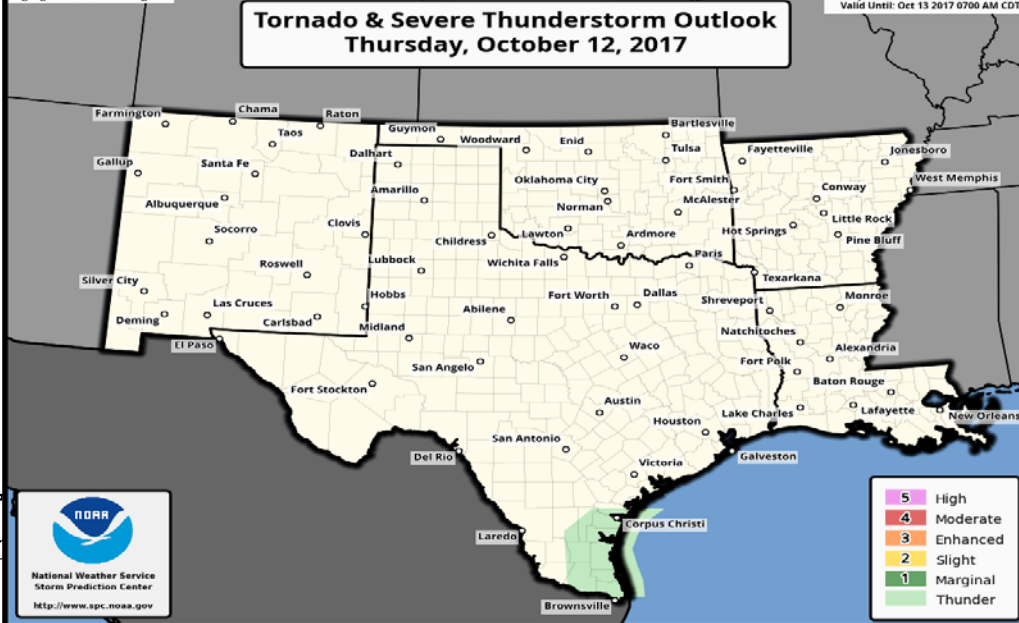 Valid Until: Oct 13 2017 0700 AM CDT
Tornado & Severe Thunderstorm Outlook
Thursday, October 12, 2017
Farmington
Chama
Raton
Taos
Guymon
Woodward
Enid
Bartlesville
Gallup
Santa Fe
Dalhart
Tulsa
Fayetteville
Jonesboro
Amarillo
Oklahoma City
Fort Smith
West Memphis
Albuquerque
Norman
McAlester
Conway
Socorro
Clovis
Childress
Lawton
Ardmore
Hot Springs
Little Rock
Pine Bluff
Roswell
Lubbock
Wichita Falls
Paris
Silver City
Texarkana
Las Cruces
Hobbs
Abilene
Fort Worth
Dallas
Shreveport
Monroe
Deming
Carlsbad
Midland
Natchitoches
El Paso
San Angelo
Waco
Fort Polk
Alexandria
Fort Stockton
Baton Rouge
Austin
Houston
Lake Charles
Lafayette
New Orleans
Del Rio
San Antonio
Victoria
Galveston
Laredo
Corpus Christi
Brownsville
NOAA
National Weather Service
Storm Prediction Center
http://www.spc.noaa.gov
5 High
4 Moderate
3 Enhanced
2 Slight
1 Marginal
Thunder